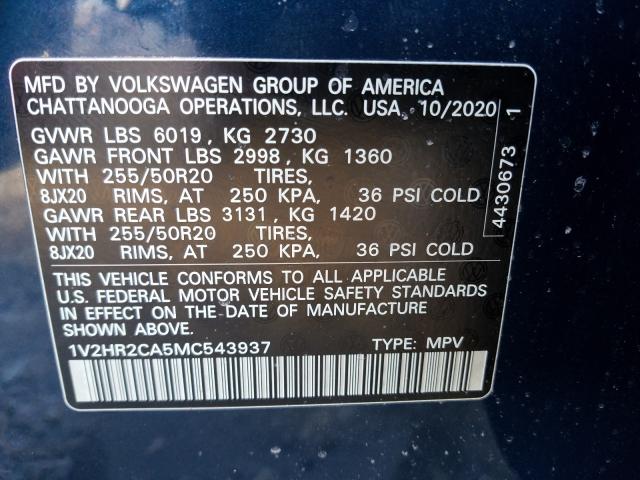 MFD BY VOLKSWAGEN GROUP OF AMERICA
CHATTANOOGA OPERATIONS, LLC. USA, 10/2020
GVWR LBS 6019, KG 2730
GAWR FRONT LBS 2998, KG 1360
WITH 255/50R20 TIRES,
8JX20 RIMS, AT 250 KPA, 36 PSI COLD
GAWR REAR LBS 3131, KG 1420
WITH 255/50R20 TIRES,
8JX20 RIMS, AT 250 KPA, 36 PSI COLD
THIS VEHICLE CONFORMS TO ALL APPLICABLE
U.S. FEDERAL MOTOR VEHICLE SAFETY STANDARDS
IN EFFECT ON THE DATE OF MANUFACTURE
SHOWN ABOVE.
1V2HR2CA5MC543937 TYPE: MPV
4430673 1